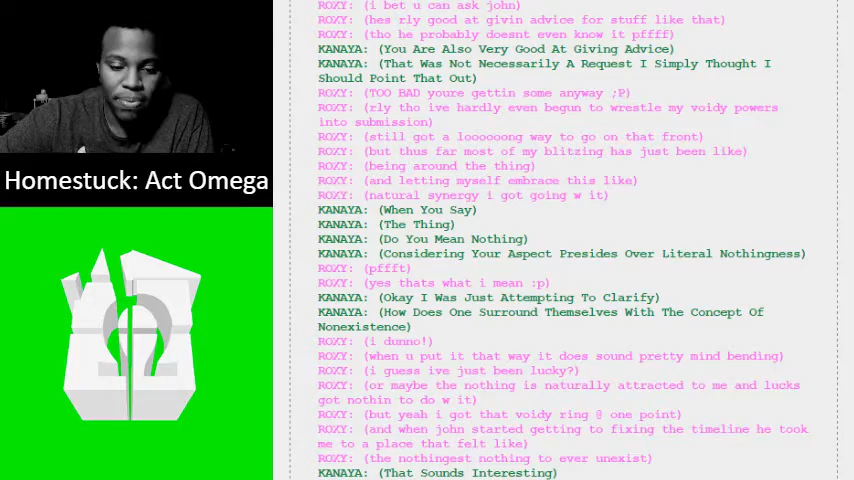 Homestuck: Act Omega
ROXY: (i bet u can ask john)
ROXY: (hes rly good at givin advice for stuff like that)
ROXY: (tho he probably doesnt even know it pffff)
KANAYA: (You Are Also Very Good At Giving Advice)
KANAYA: (That Was Not Necessarily A Request I Simply Thought I
Should Point That Out)
ROXY: (TOO BAD youre gettin some anyway ;P)
ROXY: (rly tho ive hardly even begun to wrestle my voidy powers
into submission)
ROXY: (still got a loooooong way to go on that front)
ROXY: (but thus far most of my blitzing has just been like)
ROXY: (being around the thing)
ROXY: (and letting myself embrace this like)
ROXY: (natural synergy i got going w it)
KANAYA: (When You Say)
KANAYA: (The Thing)
KANAYA: (Do You Mean Nothing)
KANAYA: (Considering Your Aspect Presides Over Literal Nothingness)
ROXY: (pffft)
ROXY: (yes thats what i mean :p)
KANAYA: (Okay I Was Just Attempting To Clarify)
KANAYA: (How Does One Surround Themselves With The Concept Of
Nonexistence)
ROXY: (i dunno!)
ROXY: (when u put it that way it does sound pretty mind bending)
ROXY: (i guess ive just been lucky?)
ROXY: (or maybe the nothing is naturally attracted to me and lucks
got nothin to do w it)
ROXY: (but yeah i got that voidy ring @ one point)
ROXY: (and when john started getting to fixing the timeline he took
me to a place that felt like)
ROXY: (the nothingest nothing to ever unexist)
KANAYA: (That Sounds Interesting)